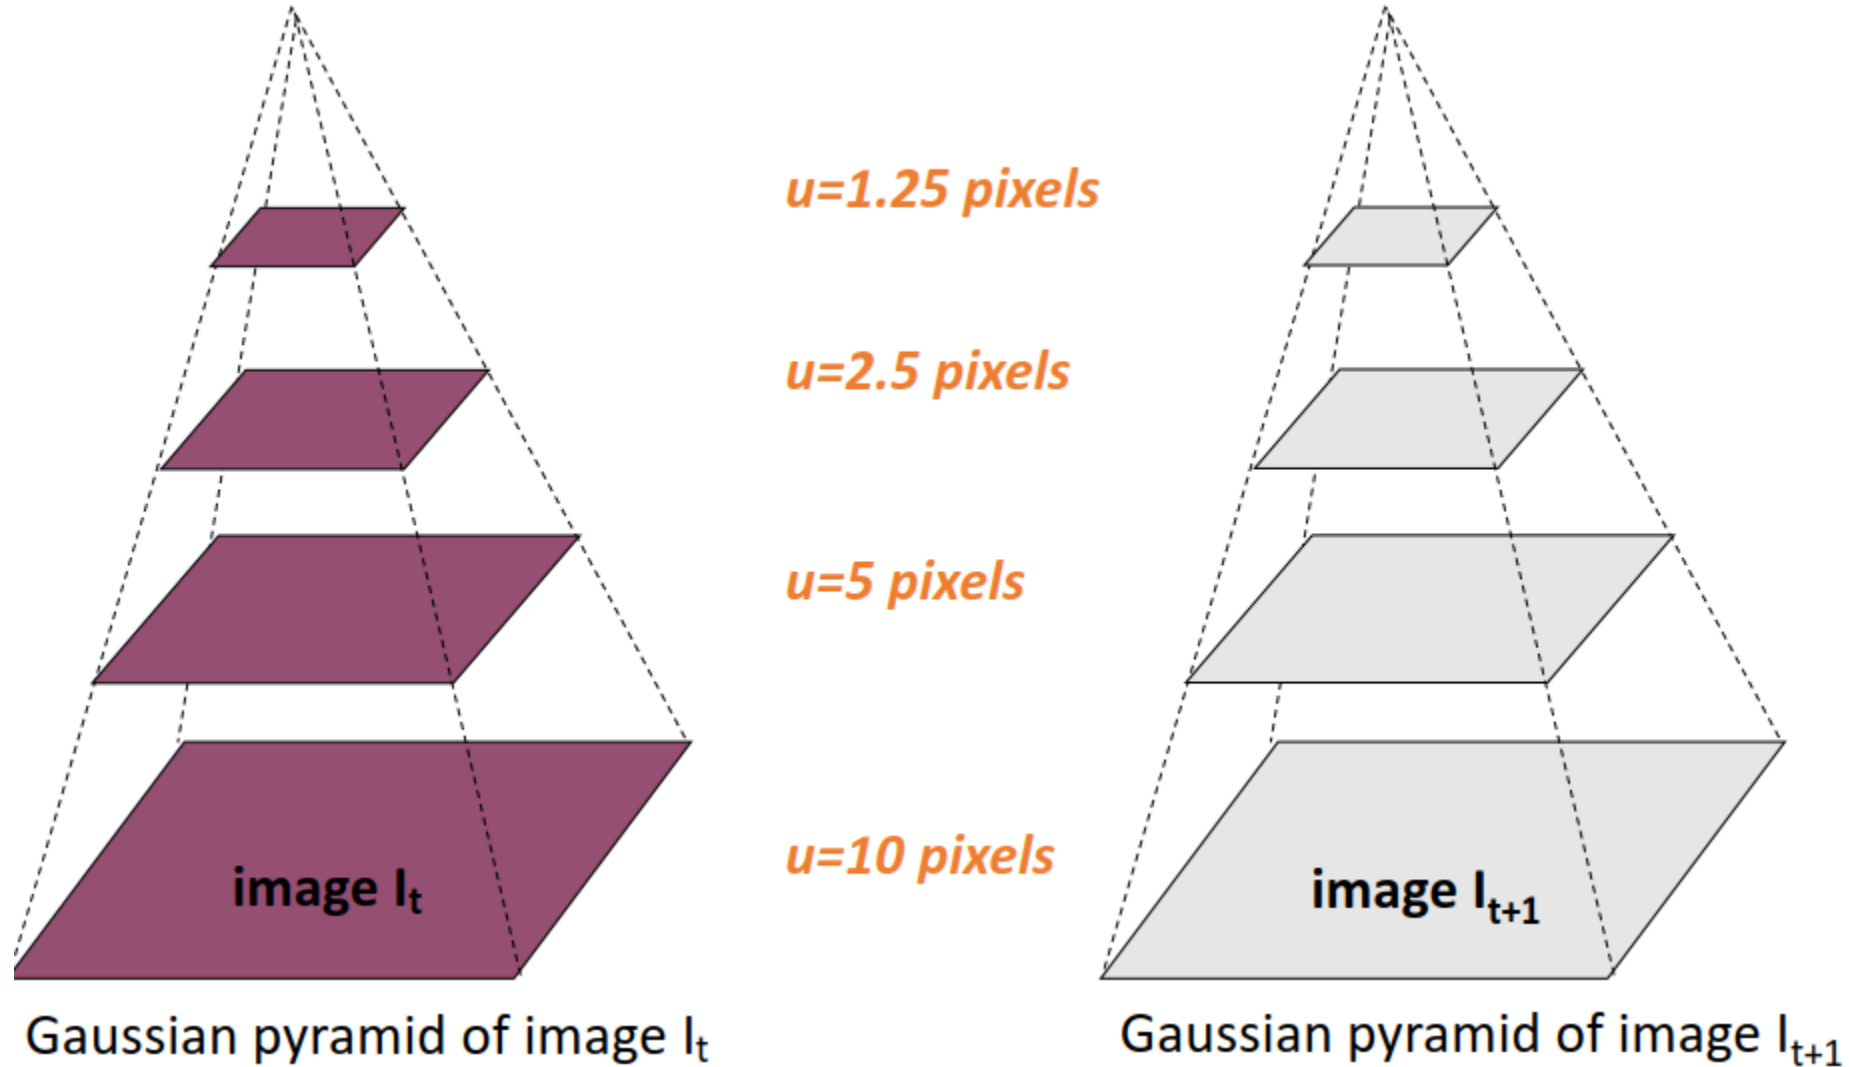 u=1.25 pixels
u=2.5 pixels
u=5 pixels
u=10 pixels
image Iₜ
image Iₜ₊₁
Gaussian pyramid of image Iₜ
Gaussian pyramid of image Iₜ₊₁